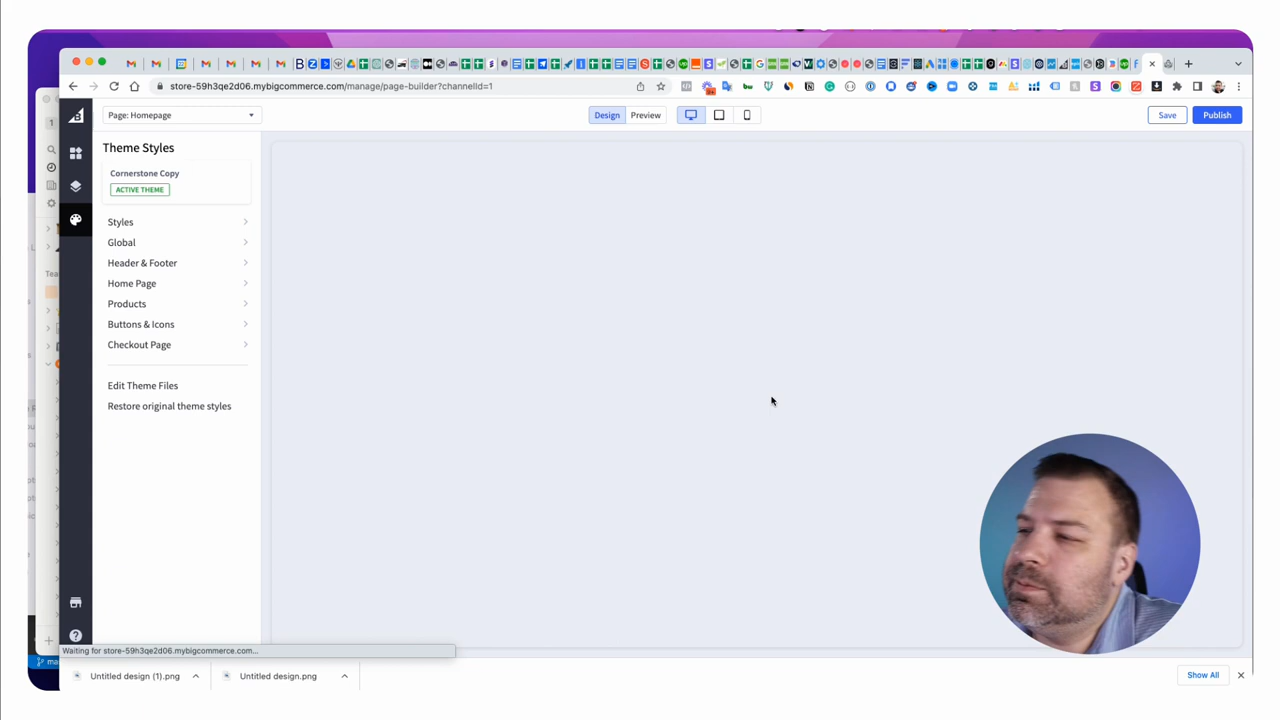 store-59h3qe2d06.mybigcommerce.com/manage/page-builder?channelId=1
Page: Homepage
Design
Preview
Save
Publish
Theme Styles
Cornerstone Copy
ACTIVE THEME
Styles
Global
Header & Footer
Home Page
Products
Buttons & Icons
Checkout Page
Edit Theme Files
Restore original theme styles
Waiting for store-59h3qe2d06.mybigcommerce.com...
Untitled design (1).png
Untitled design.png
Show All